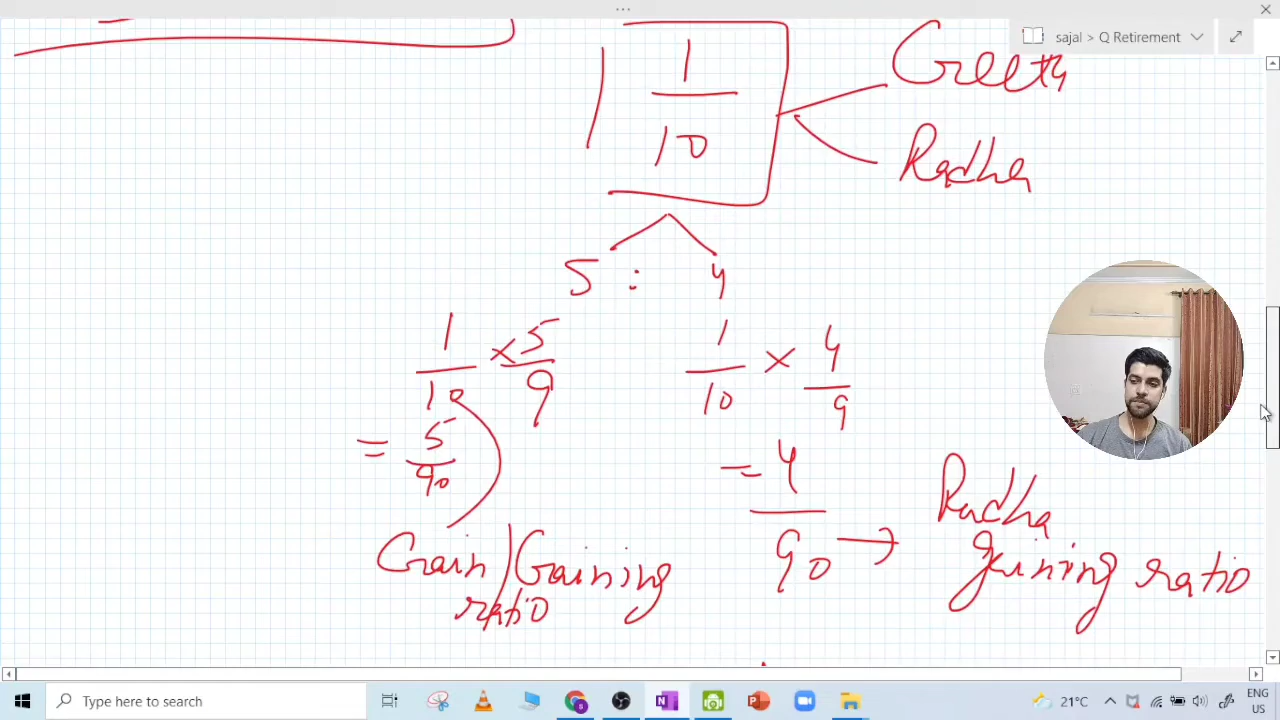 sajal > Q Retirement
1
10
Geeta
Radha
5 : 4
1/10 × 5/9
1/10 × 4/9
= 5/90
= 4/90 →
Radha
gaining ratio
Gain/Gaining
ratio
Type here to search
21°C
ENG
US